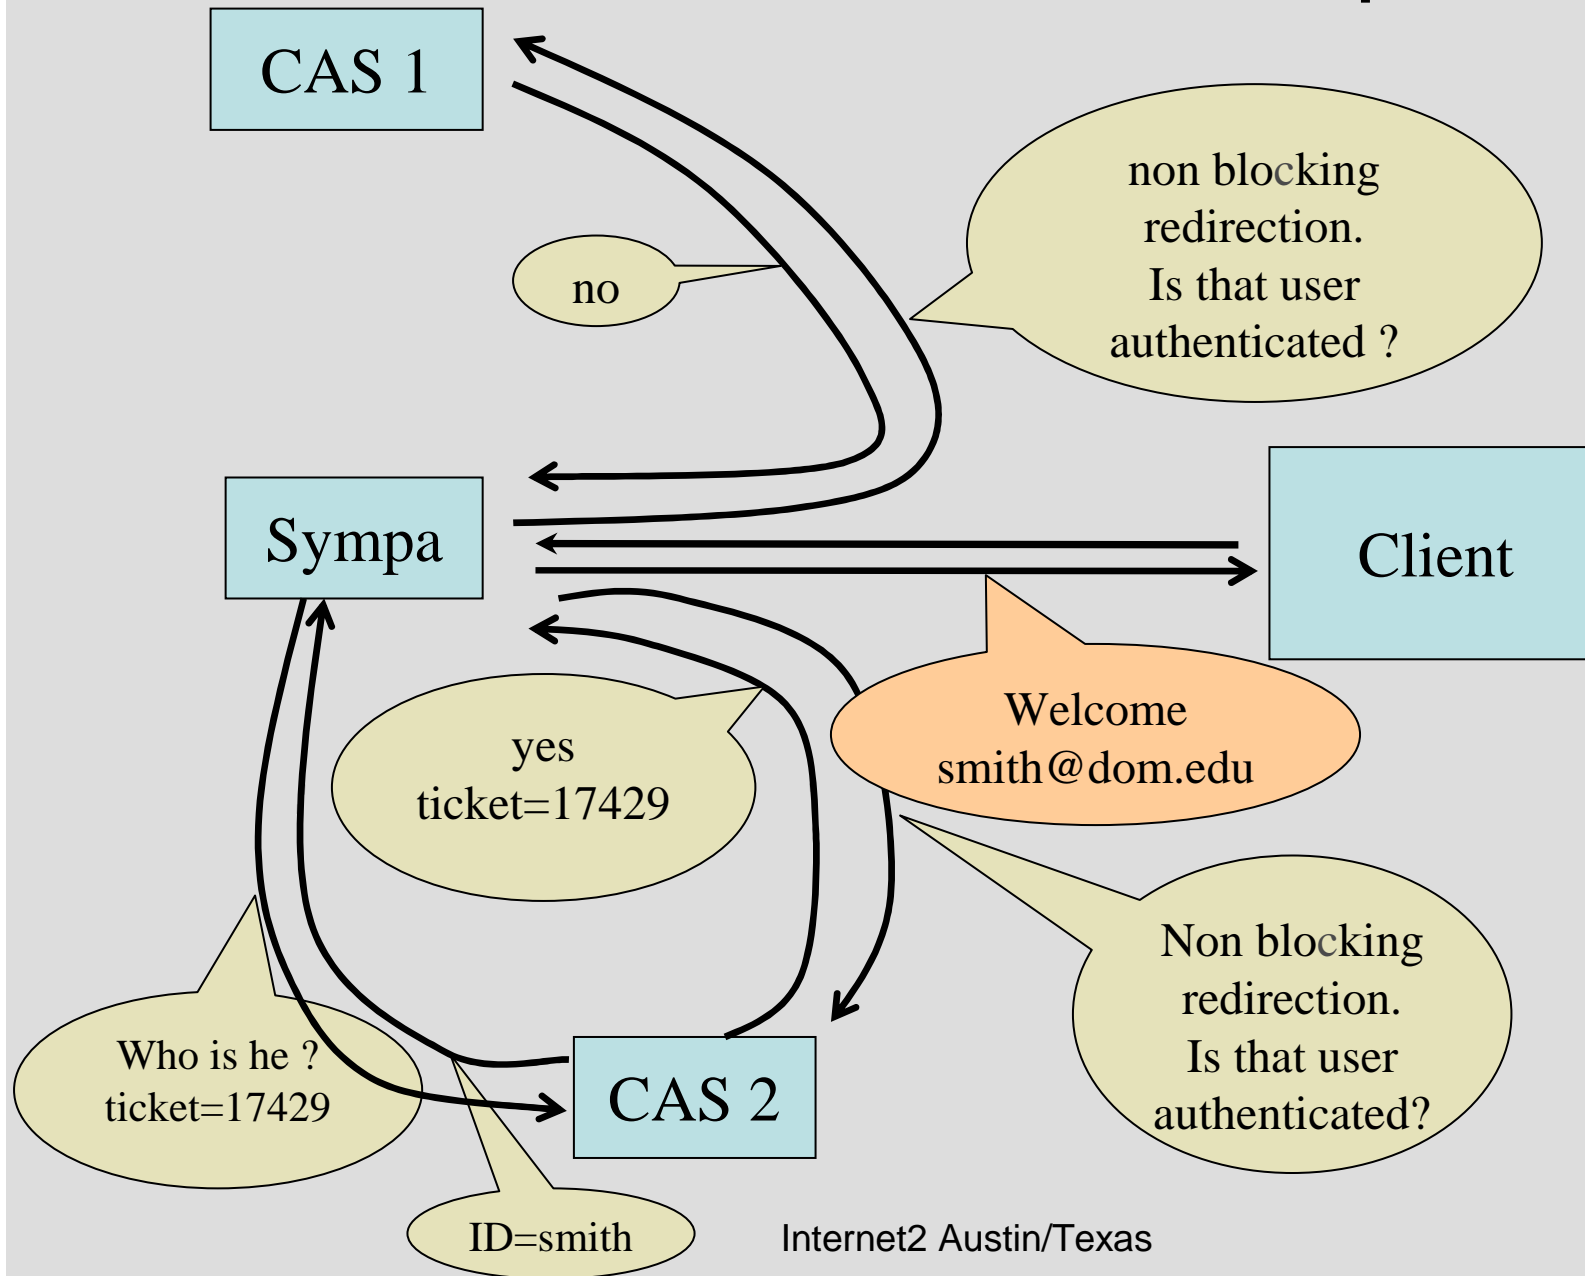 CAS 1
non blocking
redirection.
Is that user
authenticated ?
no
Sympa
Client
Welcome
smith@dom.edu
yes
ticket=17429
Non blocking
redirection.
Is that user
authenticated?
Who is he ?
ticket=17429
CAS 2
ID=smith
Internet2 Austin/Texas